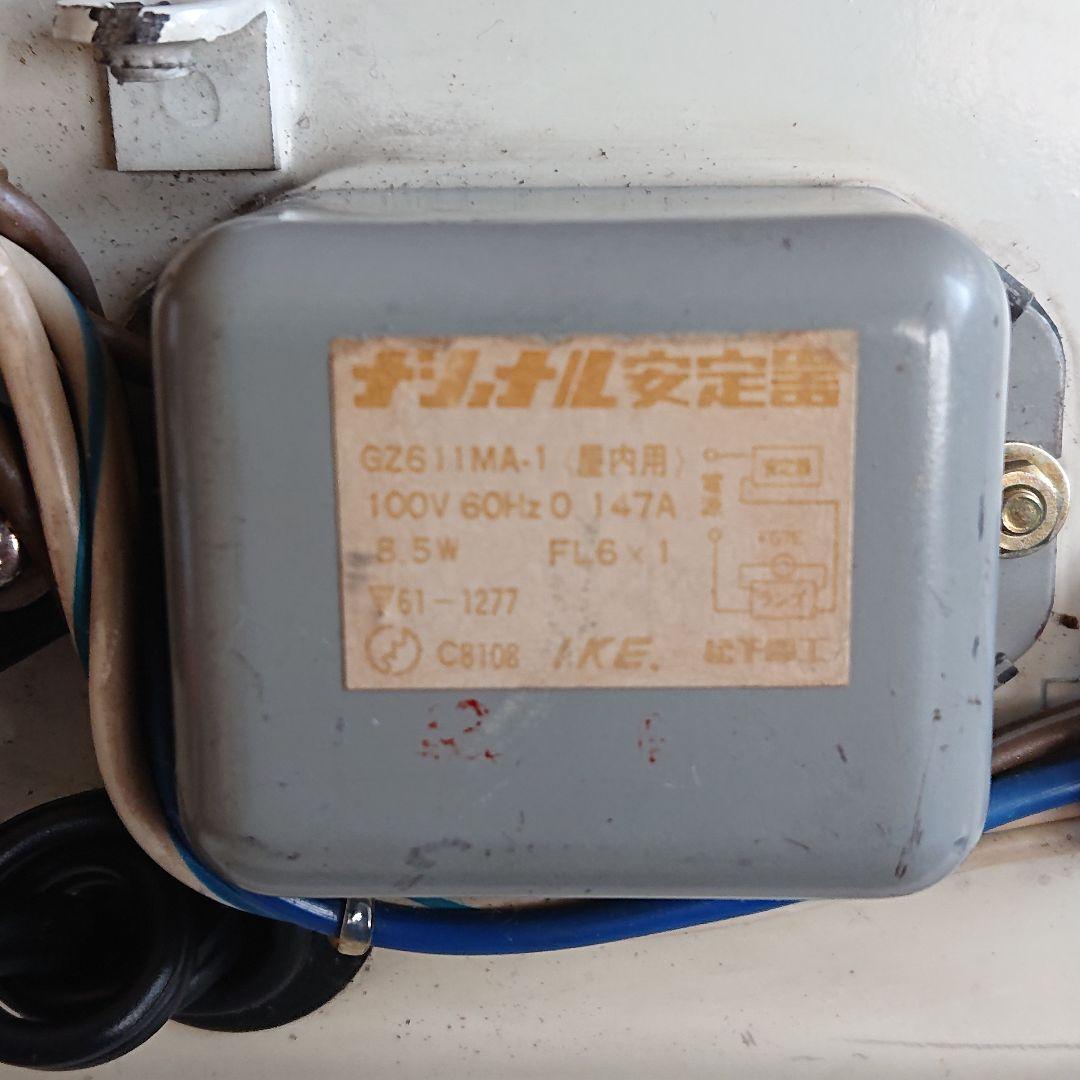 ナショナル安定器
GZ611MA-1（屋内用）
100V 60Hz 0.147A
8.5W FL6×1
▽61-1277
C8108 IKE. 松下電工
電源
安定器
ランプ